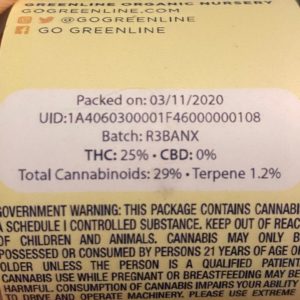 GREENLINE ORGANIC NURSERY
GOGREENLINE.COM
@GOGREENLINE
GO GREENLINE
Packed on: 03/11/2020
UID:1A4060300001F46000000108
Batch: R3BANX
THC: 25% • CBD: 0%
Total Cannabinoids: 29% • Terpene 1.2%
GOVERNMENT WARNING: THIS PACKAGE CONTAINS CANNABI
A SCHEDULE I CONTROLLED SUBSTANCE. KEEP OUT OF REAC
OF CHILDREN AND ANIMALS. CANNABIS MAY ONLY B
POSSESSED OR CONSUMED BY PERSONS 21 YEARS OF AGE O
OLDER UNLESS THE PERSON IS A QUALIFIED PATIENT
CANNABIS USE WHILE PREGNANT OR BREASTFEEDING MAY BE
HARMFUL. CONSUMPTION OF CANNABIS IMPAIRS YOUR ABILITY
TO DRIVE AND OPERATE MACHINERY. PLEASE USE EXTREME